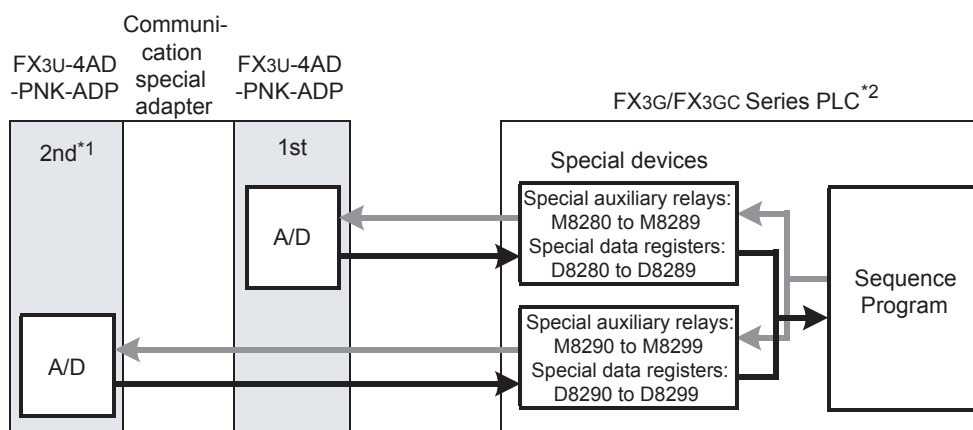 Communi-
cation
special
adapter
FX3U-4AD
-PNK-ADP
FX3U-4AD
-PNK-ADP
FX3G/FX3GC Series PLC*2
2nd*1
1st
Special devices
A/D
Special auxiliary relays:
M8280 to M8289
Special data registers:
D8280 to D8289
Sequence
Program
A/D
Special auxiliary relays:
M8290 to M8299
Special data registers:
D8290 to D8299